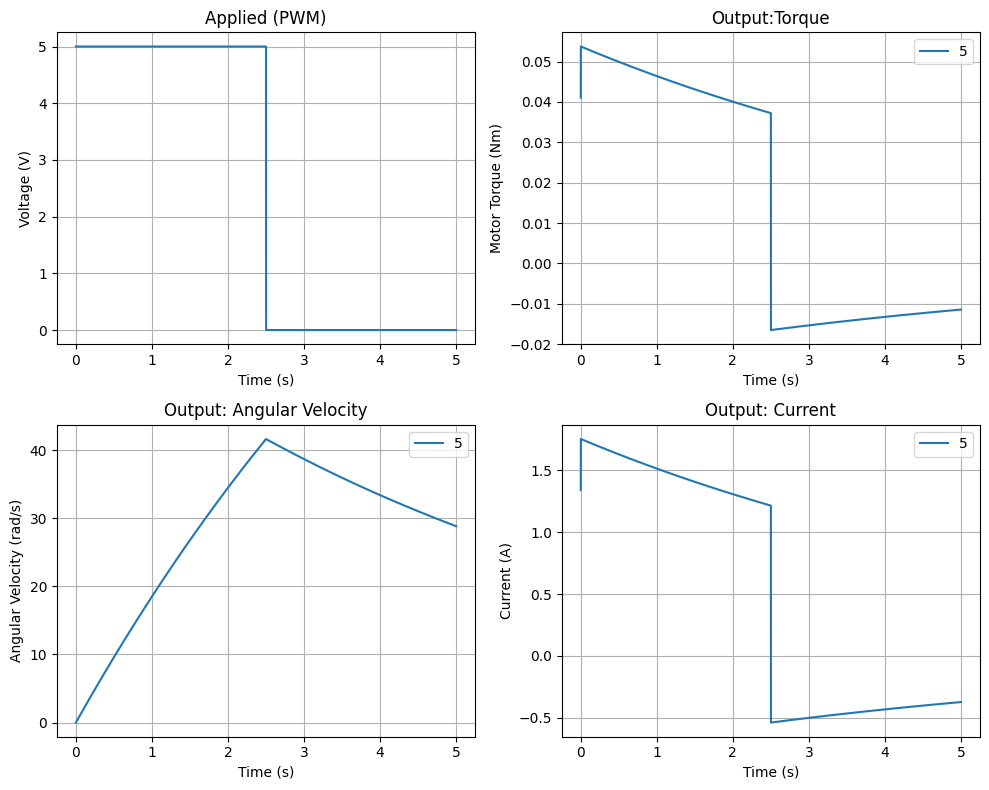 Applied (PWM)
Voltage (V)
5
4
3
2
1
0
0 1 2 3 4 5
Time (s)
Output:Torque
Motor Torque (Nm)
0.05
0.04
0.03
0.02
0.01
0.00
−0.01
−0.02
5
0 1 2 3 4 5
Time (s)
Output: Angular Velocity
Angular Velocity (rad/s)
40
30
20
10
0
5
0 1 2 3 4 5
Time (s)
Output: Current
Current (A)
1.5
1.0
0.5
0.0
−0.5
5
0 1 2 3 4 5
Time (s)